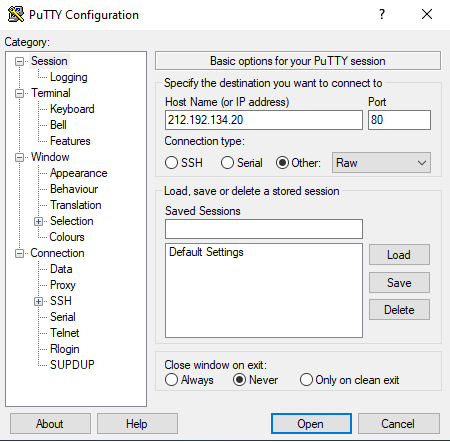 PuTTY Configuration
?
Category:
Session
Logging
Terminal
Keyboard
Bell
Features
Window
Appearance
Behaviour
Translation
Selection
Colours
Connection
Data
Proxy
SSH
Serial
Telnet
Rlogin
SUPDUP
Basic options for your PuTTY session
Specify the destination you want to connect to
Host Name (or IP address) Port
212.192.134.20 80
Connection type:
SSH Serial Other: Raw
Load, save or delete a stored session
Saved Sessions
Default Settings
Load
Save
Delete
Close window on exit:
Always Never Only on clean exit
About Help Open Cancel